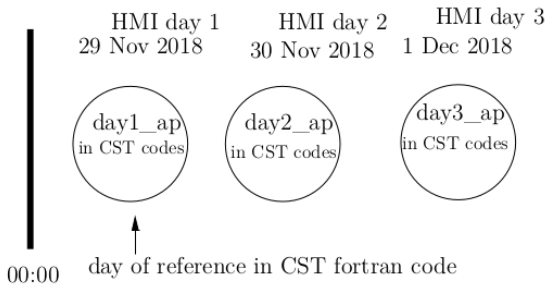 HMI day 1
29 Nov 2018
HMI day 2
30 Nov 2018
HMI day 3
1 Dec 2018
day1_ap
in CST codes
day2_ap
in CST codes
day3_ap
in CST codes
day of reference in CST fortran code
00:00